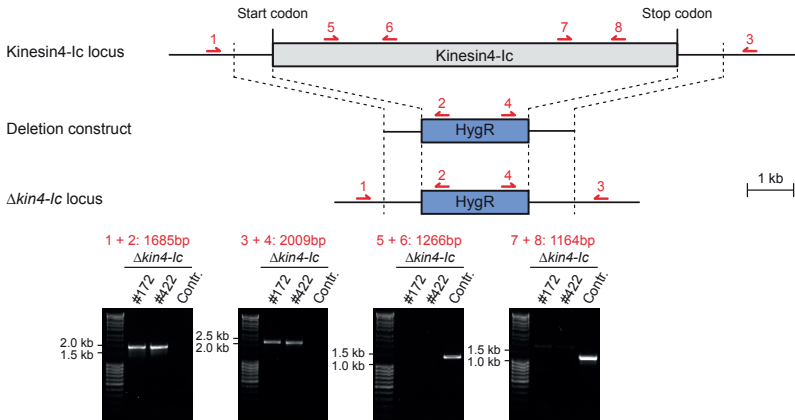 Start codon
Stop codon
Kinesin4-Ic locus
1
5
6
7
8
3
Kinesin4-Ic
Deletion construct
2
4
HygR
Δkin4-Ic locus
1
2
4
3
HygR
1 kb
1 + 2: 1685bp
Δkin4-Ic
#172
#422
Contr.
2.0 kb
1.5 kb
3 + 4: 2009bp
Δkin4-Ic
#172
#422
Contr.
2.5 kb
2.0 kb
5 + 6: 1266bp
Δkin4-Ic
#172
#422
Contr.
1.5 kb
1.0 kb
7 + 8: 1164bp
Δkin4-Ic
#172
#422
Contr.
1.5 kb
1.0 kb